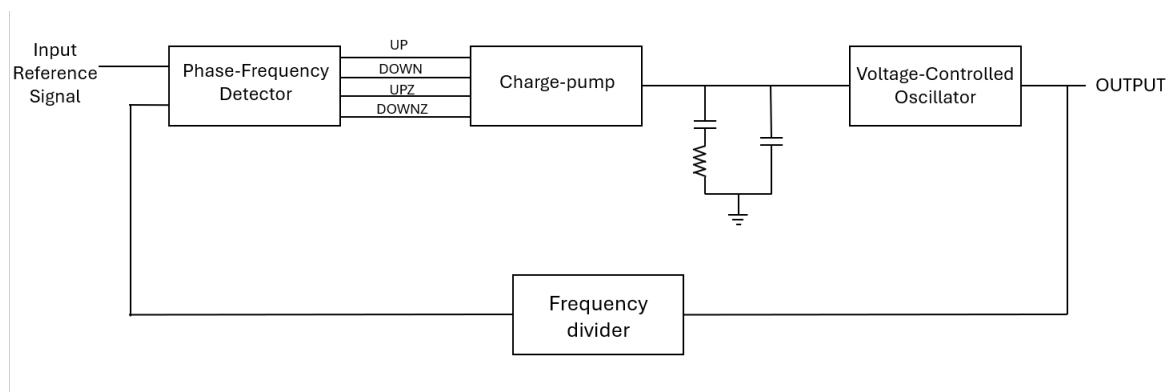 Input
Reference
Signal
Phase-Frequency
Detector
UP
DOWN
UPZ
DOWNZ
Charge-pump
Voltage-Controlled
Oscillator
OUTPUT
Frequency
divider